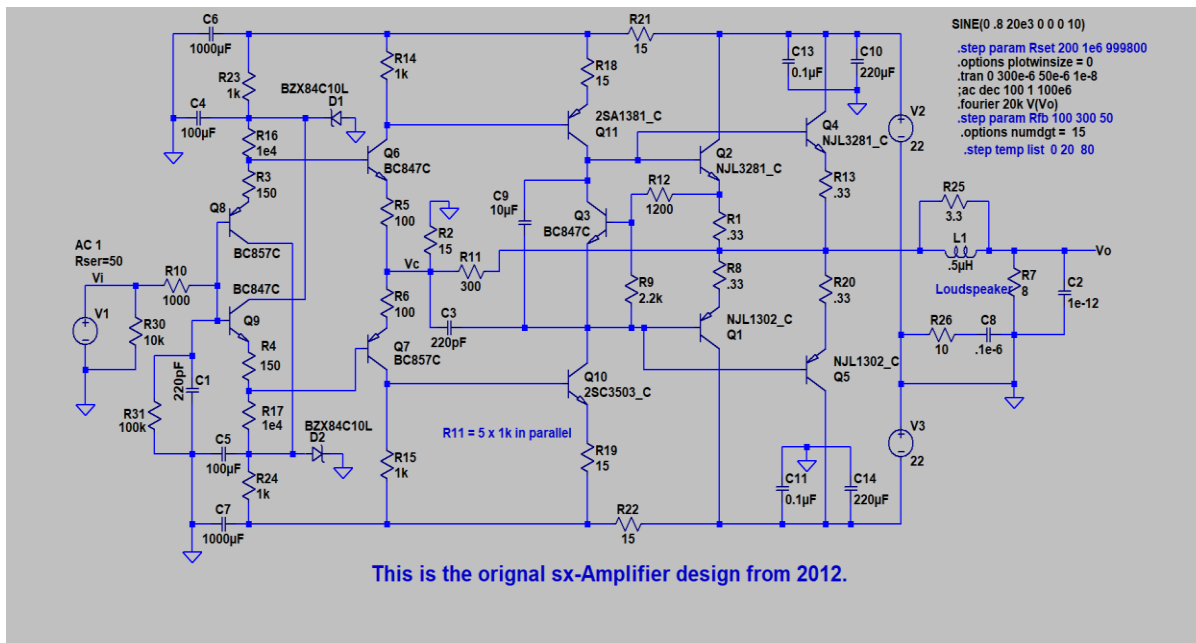 C6
1000µF
R21
15
SINE(0 .8 20e3 0 0 0 10)
R14
1k
R18
15
C13
0.1µF
C10
220µF
.step param Rset 200 1e6 999800
.options plotwinsize = 0
.tran 0 300e-6 50e-6 1e-8
;ac dec 100 1 100e6
.fourier 20k V(Vo)
.step param Rfb 100 300 50
.options numdgt = 15
.step temp list 0 20 80
R23
1k
BZX84C10L
D1
C4
100µF
2SA1381_C
Q11
V2
22
R16
1e4
Q6
BC847C
Q2
NJL3281_C
Q4
NJL3281_C
R3
150
R13
.33
R5
100
C9
10µF
R12
1200
R25
3.3
Q8
BC857C
R2
15
Q3
BC847C
R1
.33
AC 1
Rser=50
Vi
R10
1000
Vc
R11
300
L1
.5µH
Vo
BC847C
Q9
R6
100
R9
2.2k
R8
.33
R20
.33
Loudspeaker
R7
8
C2
1e-12
V1
R30
10k
C3
220pF
Q7
BC857C
NJL1302_C
Q1
R26
10
C8
.1e-6
R4
150
220pF
C1
NJL1302_C
Q5
Q10
2SC3503_C
R31
100k
R17
1e4
BZX84C10L
D2
R11 = 5 x 1k in parallel
V3
22
C5
100µF
R19
15
R24
1k
R15
1k
C11
0.1µF
C14
220µF
C7
1000µF
R22
15
This is the orignal sx-Amplifier design from 2012.